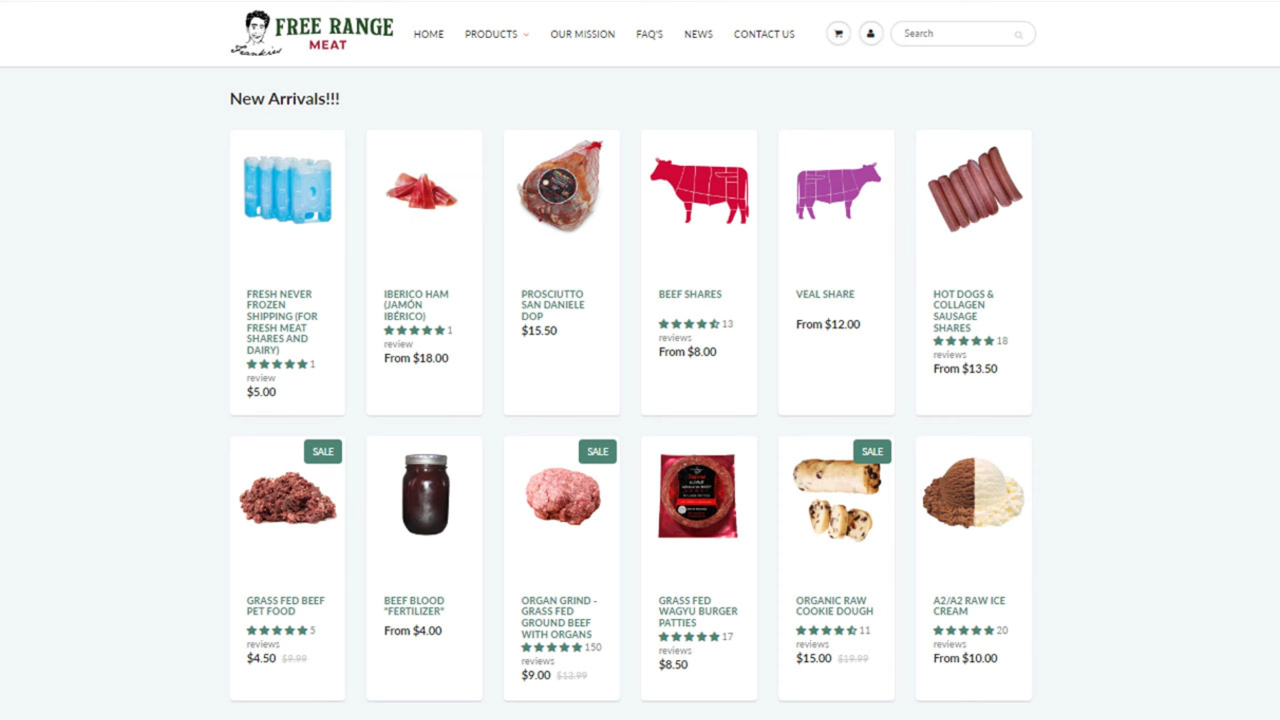 FREE RANGE
MEAT
Frankies
HOME PRODUCTS OUR MISSION FAQ'S NEWS CONTACT US
Search
New Arrivals!!!
FRESH NEVER
FROZEN
SHIPPING (FOR
FRESH MEAT
SHARES AND
DAIRY)
1
review
$5.00
IBERICO HAM
(JAMÓN
IBÉRICO)
1
review
From $18.00
PROSCIUTTO
SAN DANIELE
DOP
$15.50
BEEF SHARES
13
reviews
From $8.00
VEAL SHARE
From $12.00
HOT DOGS &
COLLAGEN
SAUSAGE
SHARES
18
reviews
From $13.50
SALE
GRASS FED BEEF
PET FOOD
5
reviews
$4.50 $9.99
BEEF BLOOD
"FERTILIZER"
From $4.00
SALE
ORGAN GRIND -
GRASS FED
GROUND BEEF
WITH ORGANS
150
reviews
$9.00 $13.99
GRASS FED
WAGYU BURGER
PATTIES
17
reviews
$8.50
SALE
ORGANIC RAW
COOKIE DOUGH
11
reviews
$15.00 $19.99
A2/A2 RAW ICE
CREAM
20
reviews
From $10.00